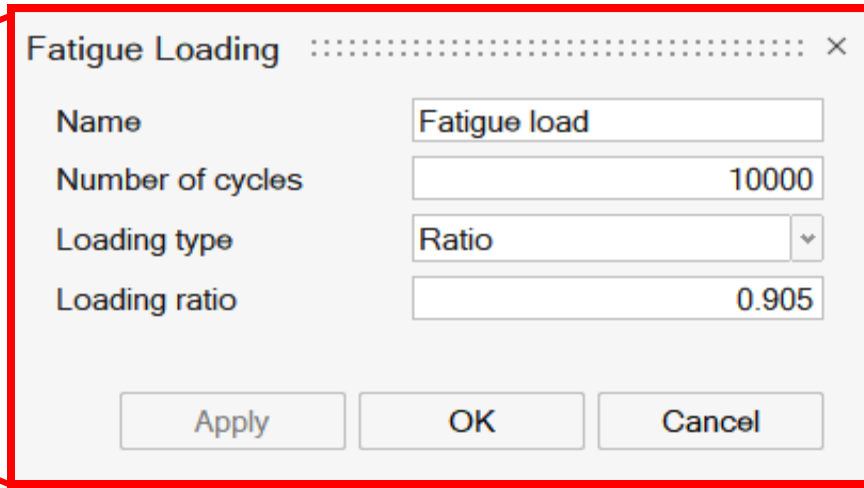 Fatigue Loading
Name Fatigue load
Number of cycles 10000
Loading type Ratio
Loading ratio 0.905
Apply OK Cancel